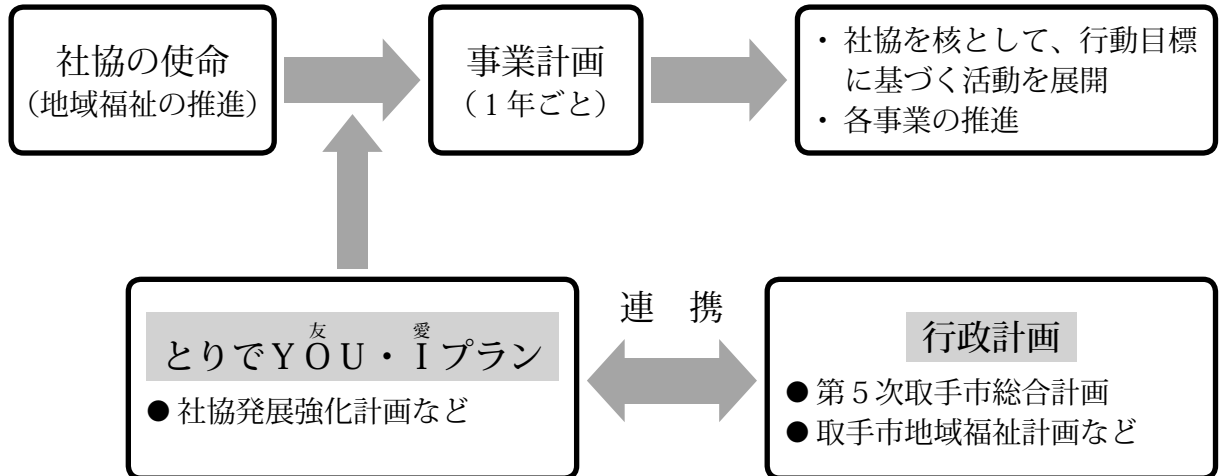 社協の使命
（地域福祉の推進）
事業計画
（１年ごと）
・ 社協を核として、行動目標
に基づく活動を展開
・ 各事業の推進
友 愛
とりでＹＯＵ・Ｉプラン
● 社協発展強化計画など
連　携
行政計画
● 第５次取手市総合計画
● 取手市地域福祉計画など